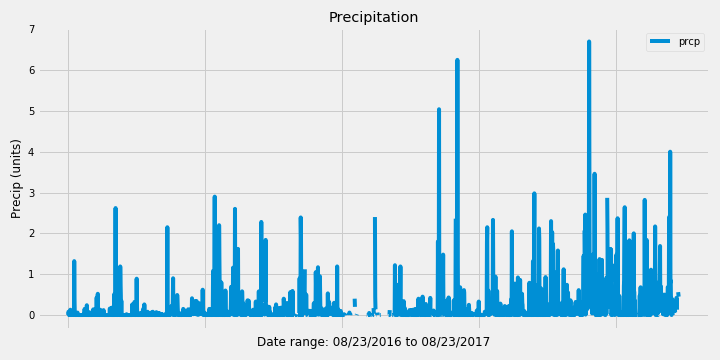 Precipitation
prcp
7
6
5
4
3
2
1
0
Precip (units)
Date range: 08/23/2016 to 08/23/2017